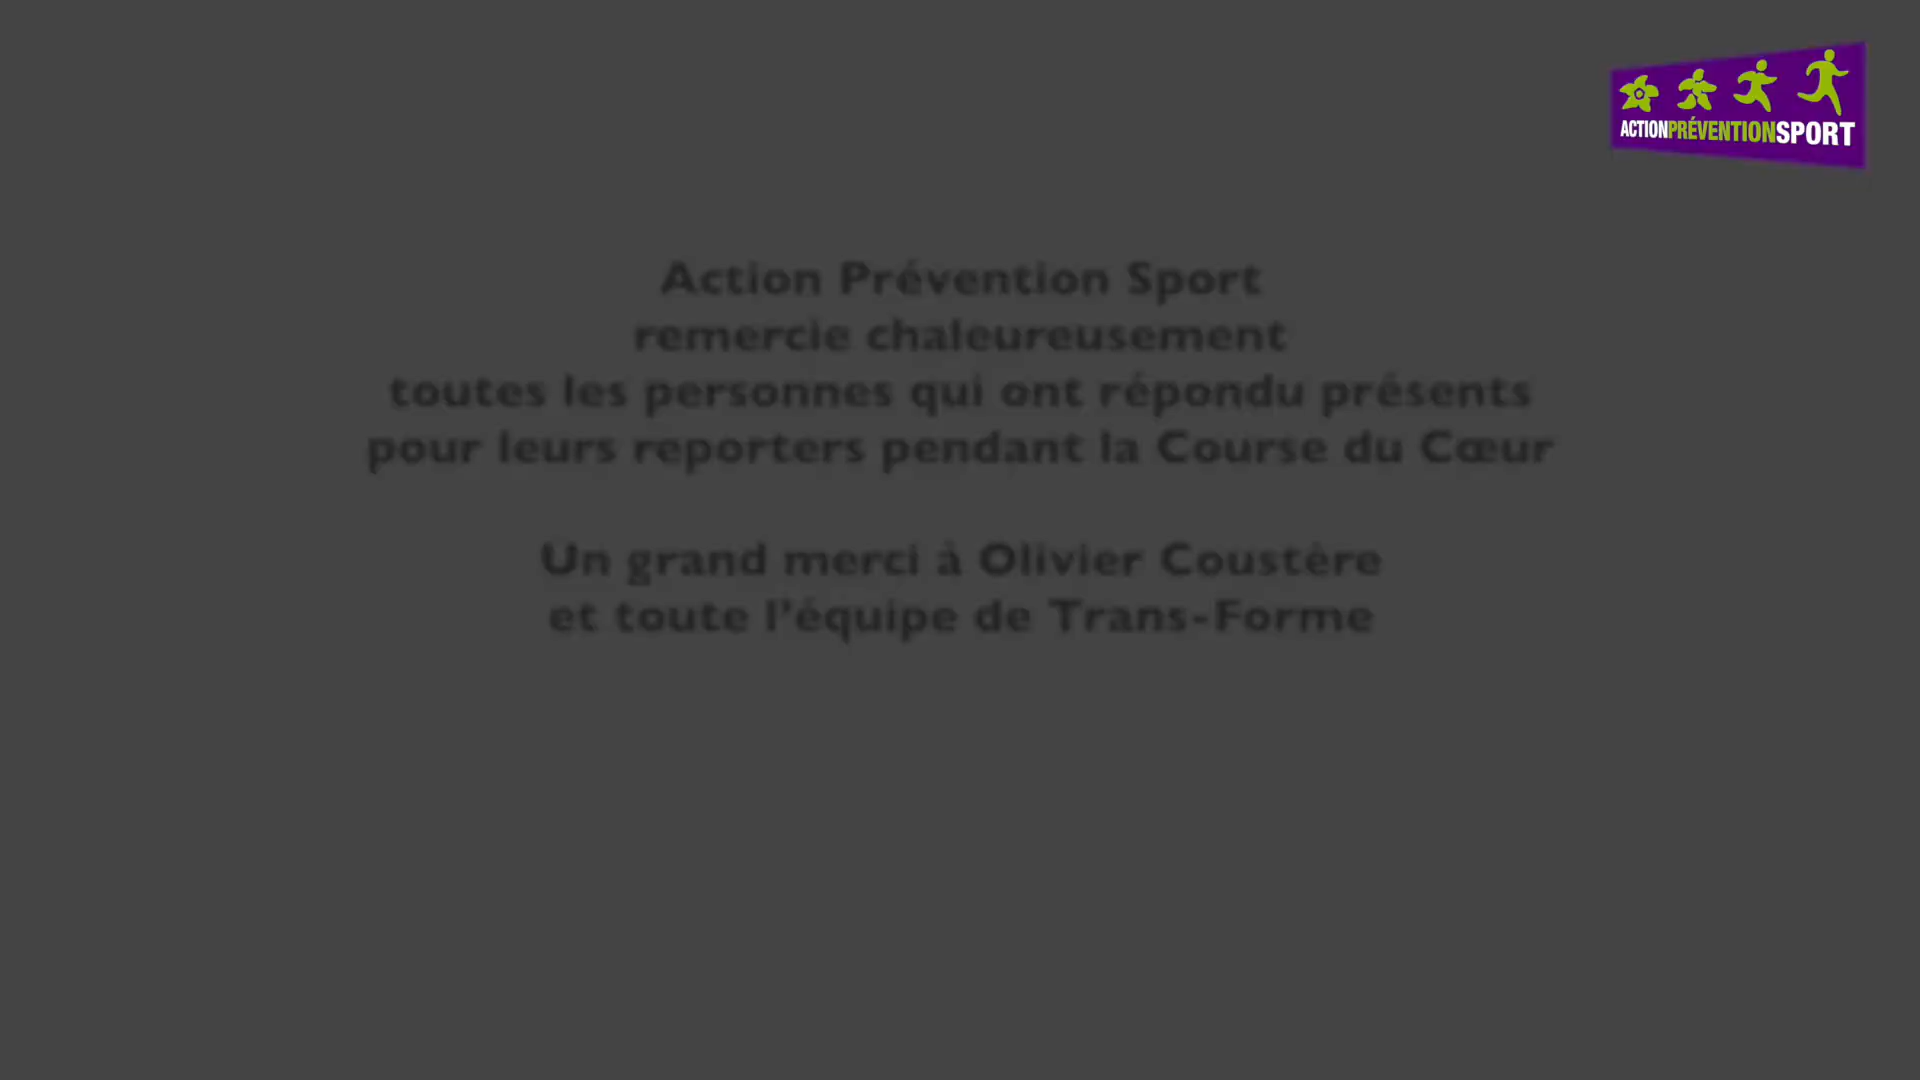 ACTIONPRÉVENTIONSPORT
Action Prévention Sport
remercie chaleureusement
toutes les personnes qui ont répondu présents
pour leurs reporters pendant la Course du Cœur
Un grand merci à Olivier Coustère
et toute l'équipe de Trans-Forme